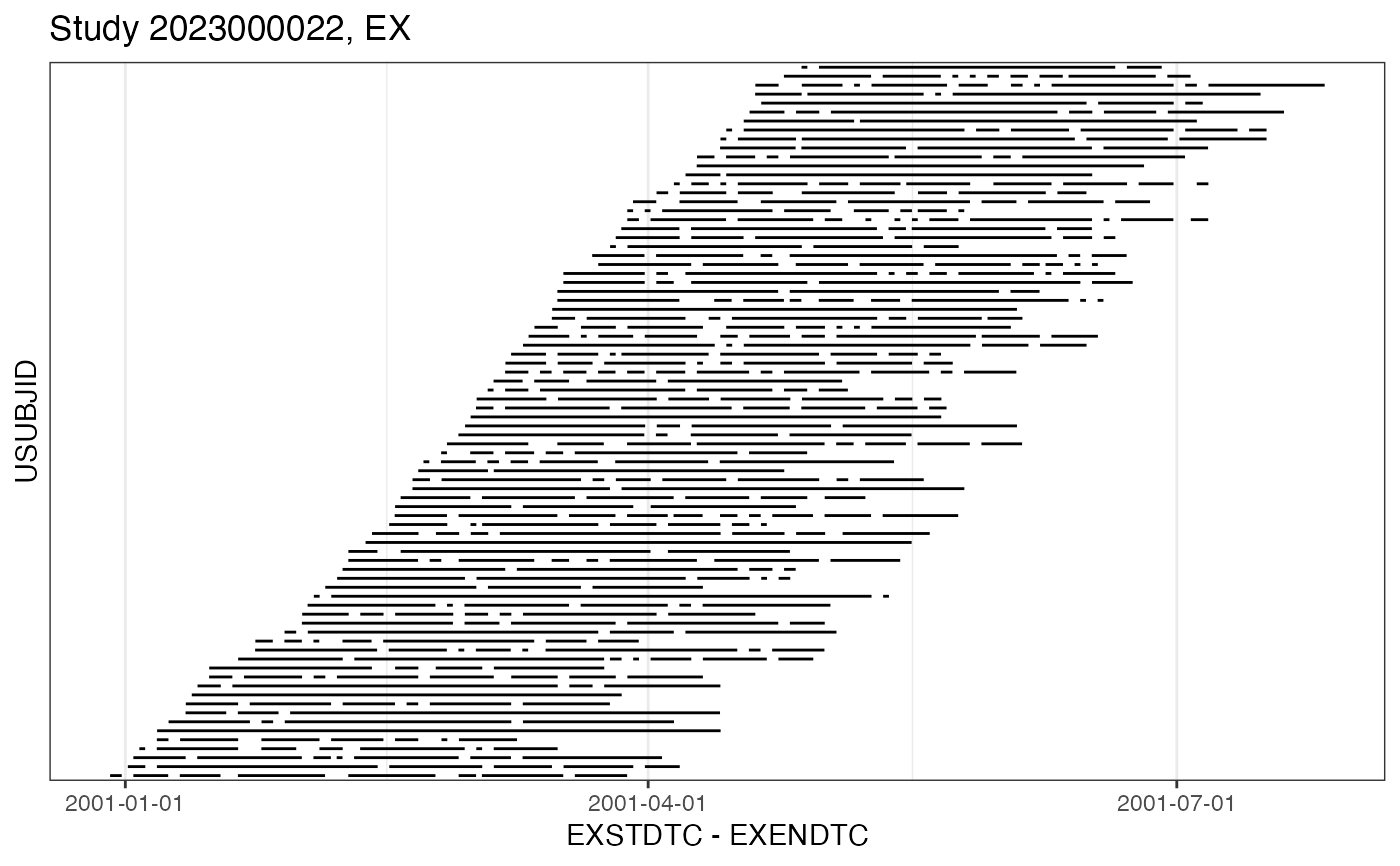 Study 2023000022, EX
USUBJID
2001-01-01
2001-04-01
2001-07-01
EXSTDTC - EXENDTC